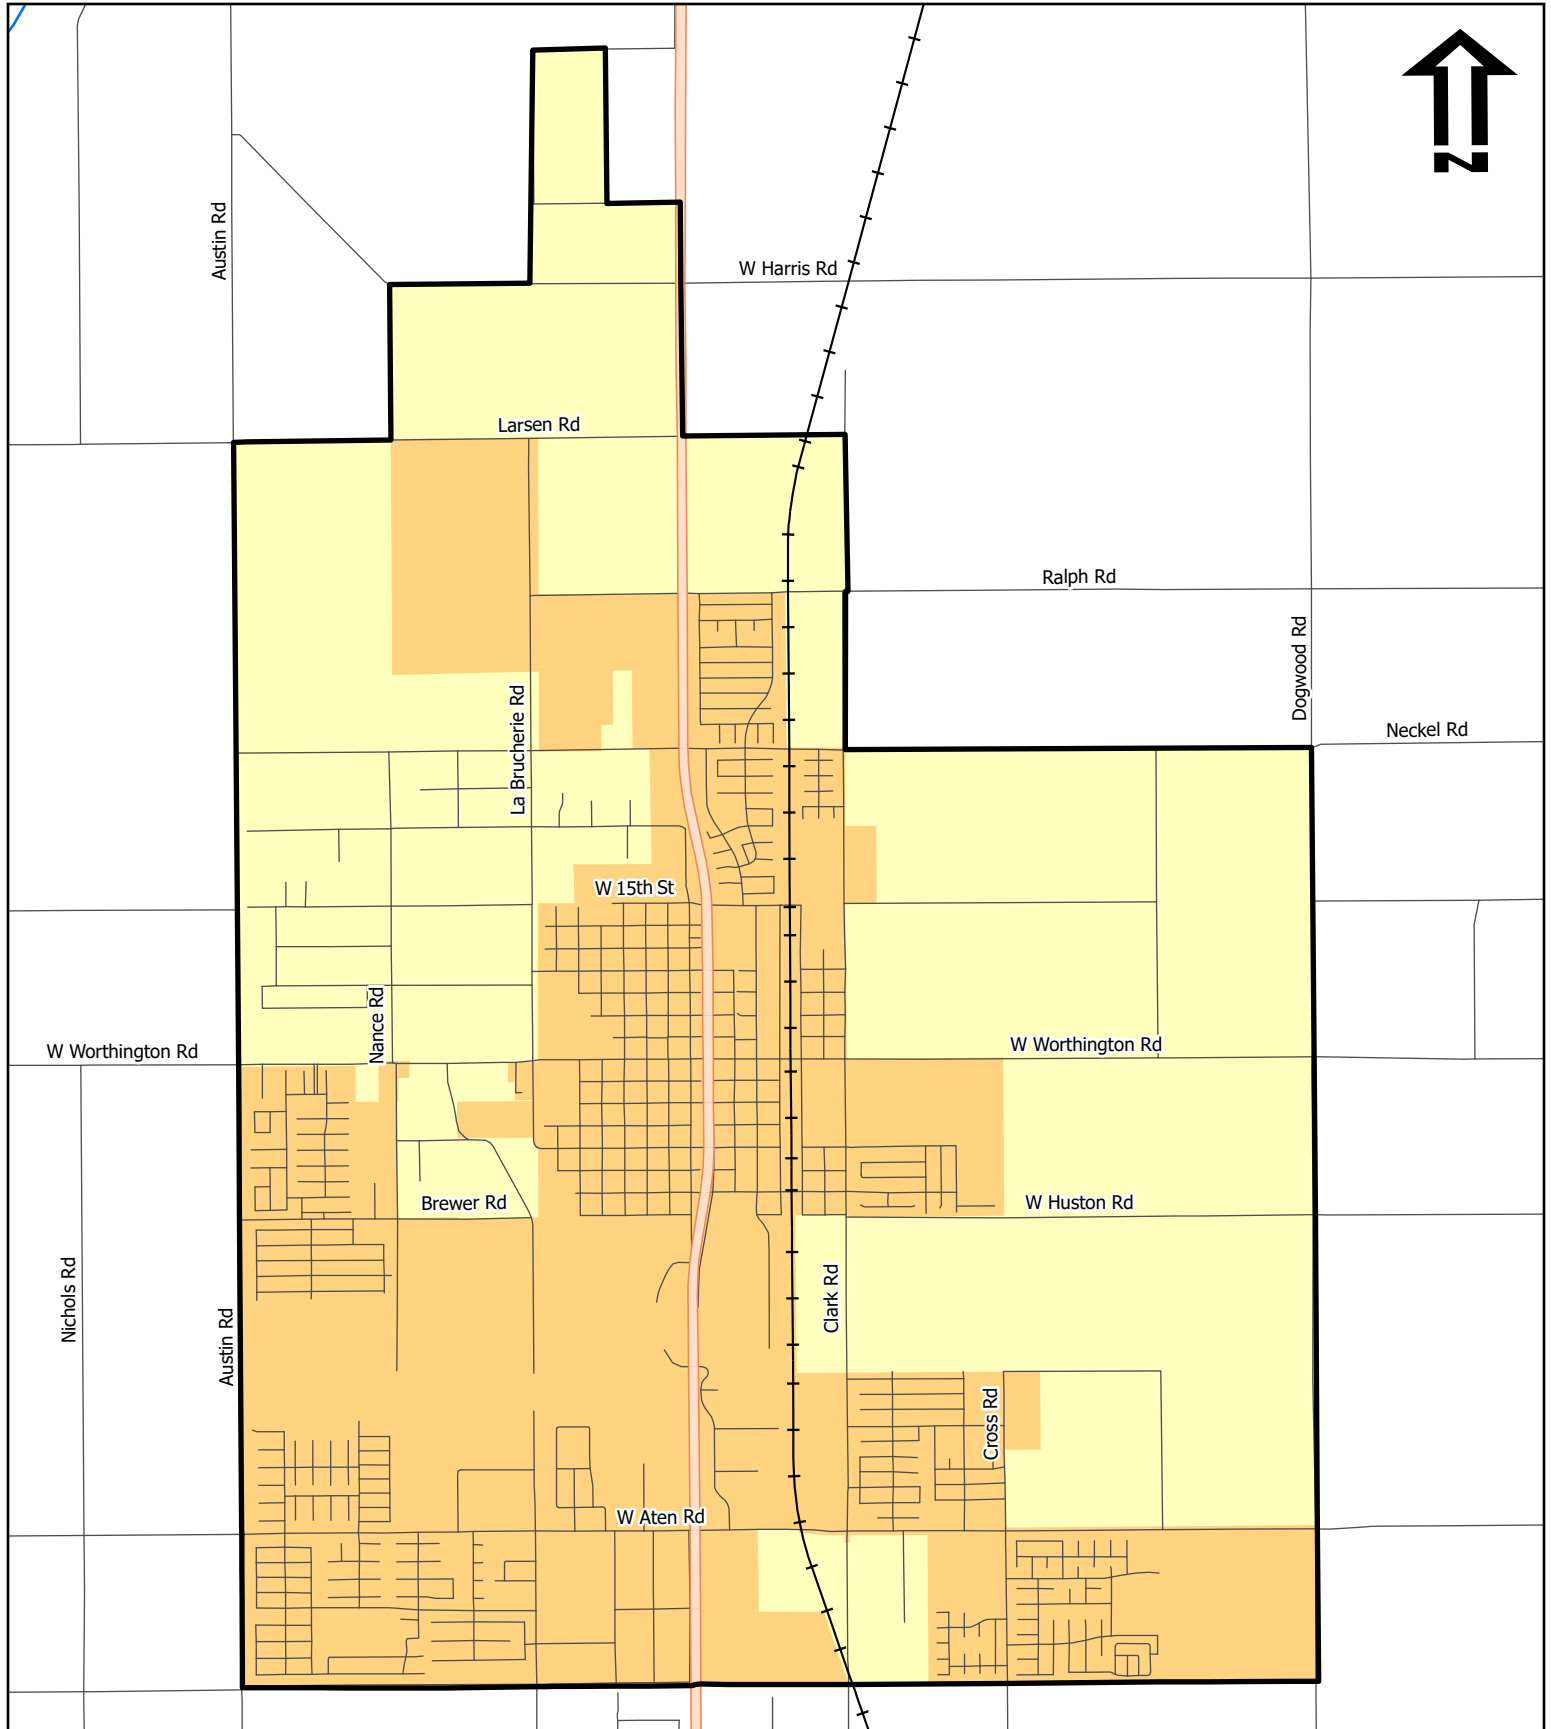 N
Austin Rd
W Harris Rd
Larsen Rd
Ralph Rd
Dogwood Rd
La Brucherie Rd
Neckel Rd
W 15th St
Nance Rd
W Worthington Rd
W Worthington Rd
Brewer Rd
W Huston Rd
Nichols Rd
Clark Rd
Austin Rd
Cross Rd
W Aten Rd